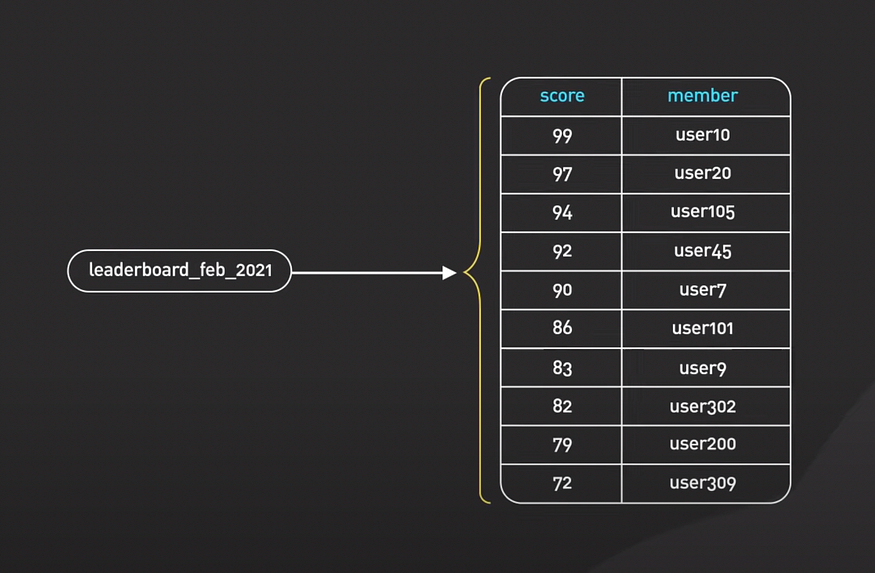 leaderboard_feb_2021
score member
99 user10
97 user20
94 user105
92 user45
90 user7
86 user101
83 user9
82 user302
79 user200
72 user309